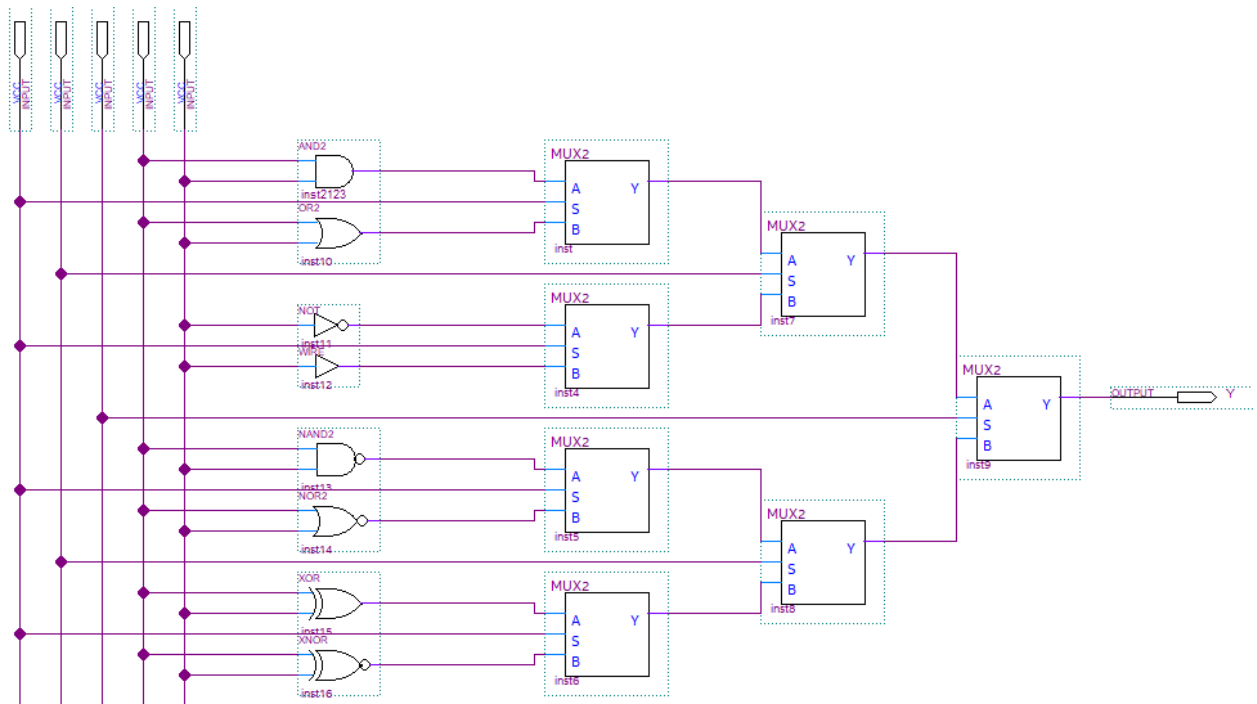 VCC
INPUT
VCC
INPUT
VCC
INPUT
VCC
INPUT
VCC
INPUT
AND2
inst2123
OR2
inst10
MUX2
A
S
B
Y
inst
MUX2
A
S
B
Y
inst7
NOT
inst11
WIRE
inst12
MUX2
A
S
B
Y
inst4
MUX2
A
S
B
Y
inst9
OUTPUT
Y
NAND2
inst13
NOR2
inst14
MUX2
A
S
B
Y
inst5
MUX2
A
S
B
Y
inst8
XOR
inst15
XNOR
inst16
MUX2
A
S
B
Y
inst6